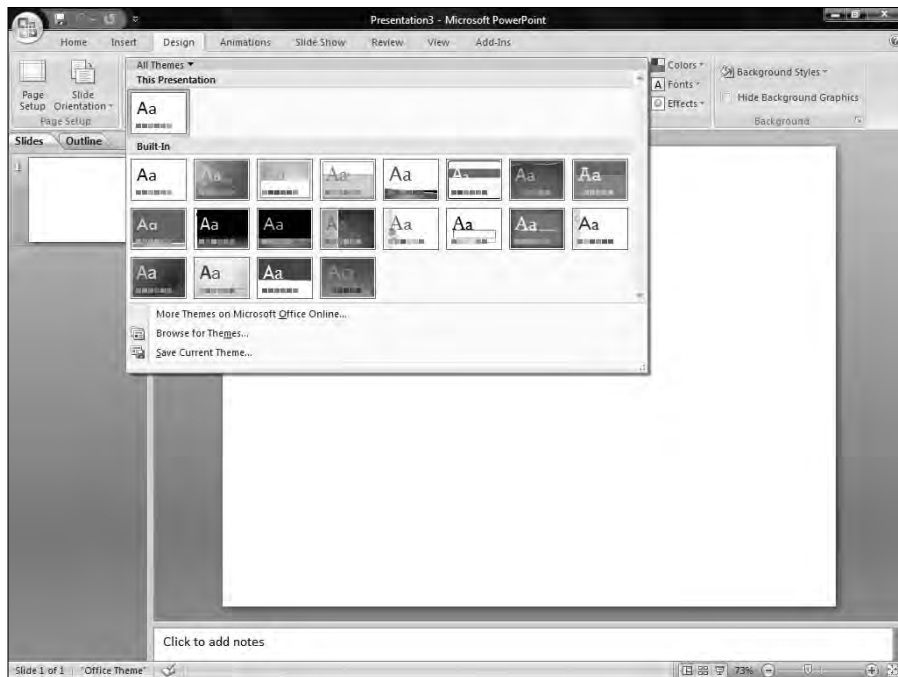 Presentation3 - Microsoft PowerPoint
Home Insert Design Animations Slide Show Review View Add-Ins
All Themes
This Presentation
Aa
Built-In
Aa Aa Aa Aa Aa Aa Aa Aa
Aa Aa Aa A Aa Aa Aa Aa
Aa Aa Aa Aa
More Themes on Microsoft Office Online...
Browse for Themes...
Save Current Theme...
Page Setup
Slide Orientation
Page Setup
Colors
Fonts
Effects
Background Styles
Hide Background Graphics
Background
Slides Outline
1
Click to add notes
Slide 1 of 1 "Office Theme" 73%